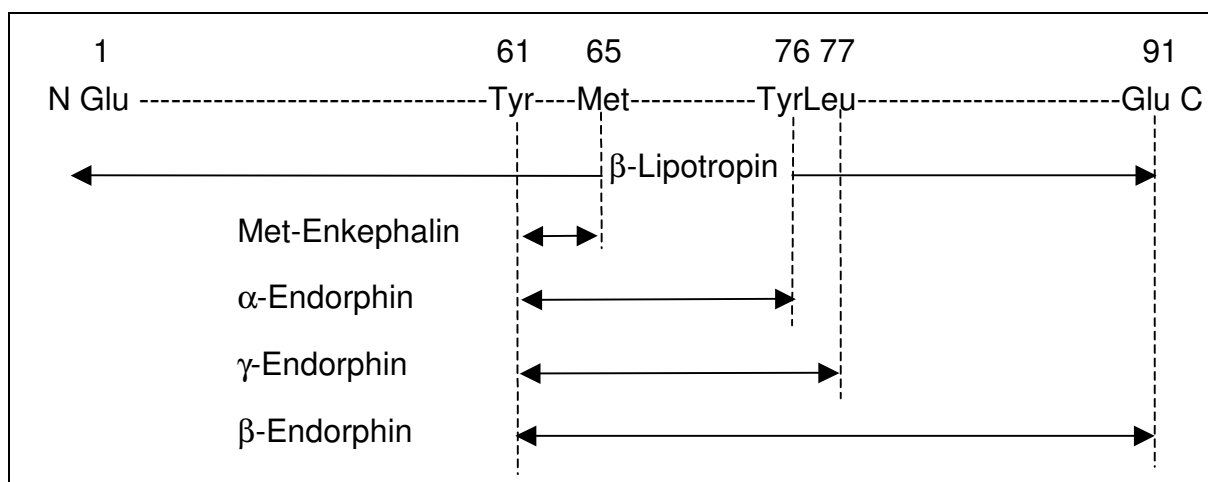 1 61 65 76 77 91
N Glu --------------------------------Tyr----Met------------TyrLeu-------------------------Glu C
β-Lipotropin
Met-Enkephalin
α-Endorphin
γ-Endorphin
β-Endorphin